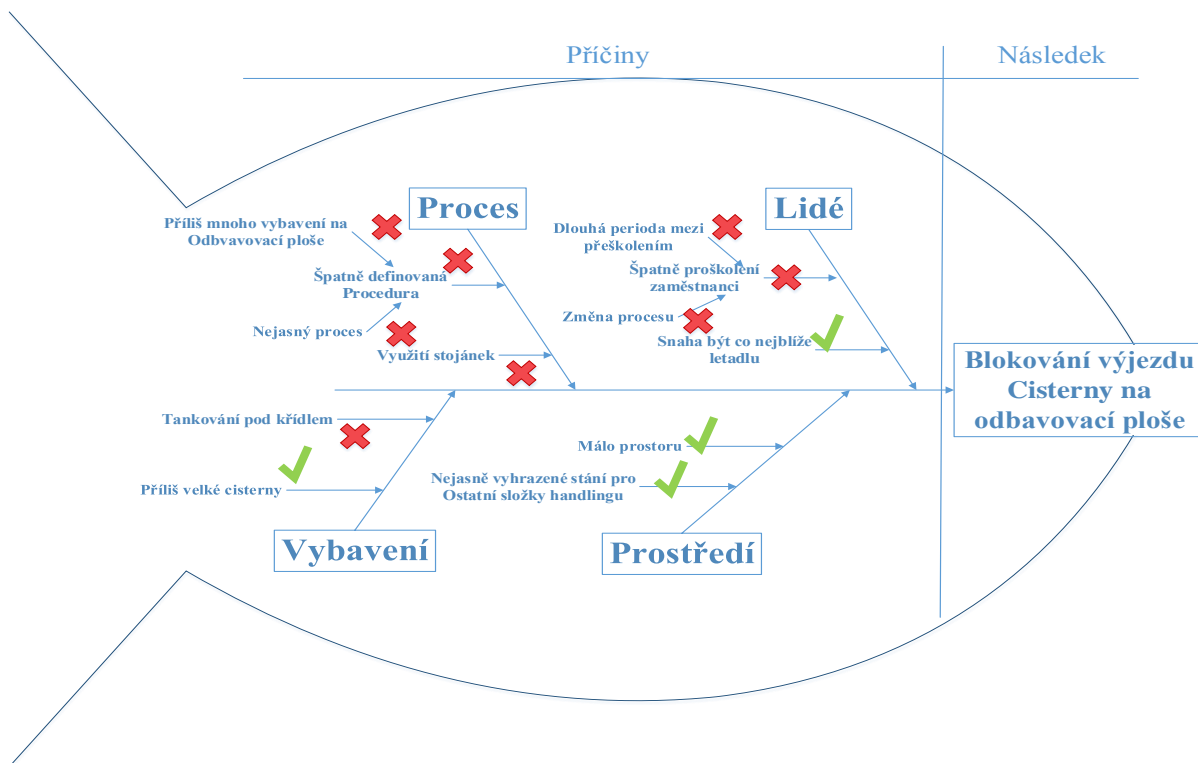 Příčiny
Následek
Proces
Lidé
Příliš mnoho vybavení na
Odbvavovací ploše
Dlouhá perioda mezi
přeškolením
Špatně definovaná
Procedura
Špatně proškolení
zaměstnanci
Nejasný proces
Změna procesu
Využití stojánek
Snaha být co nejblíže
letadlu
Blokování výjezdu
Cisterny na
odbavovací ploše
Tankování pod křídlem
Málo prostoru
Příliš velké cisterny
Nejasně vyhrazené stání pro
Ostatní složky handlingu
Vybavení
Prostředí